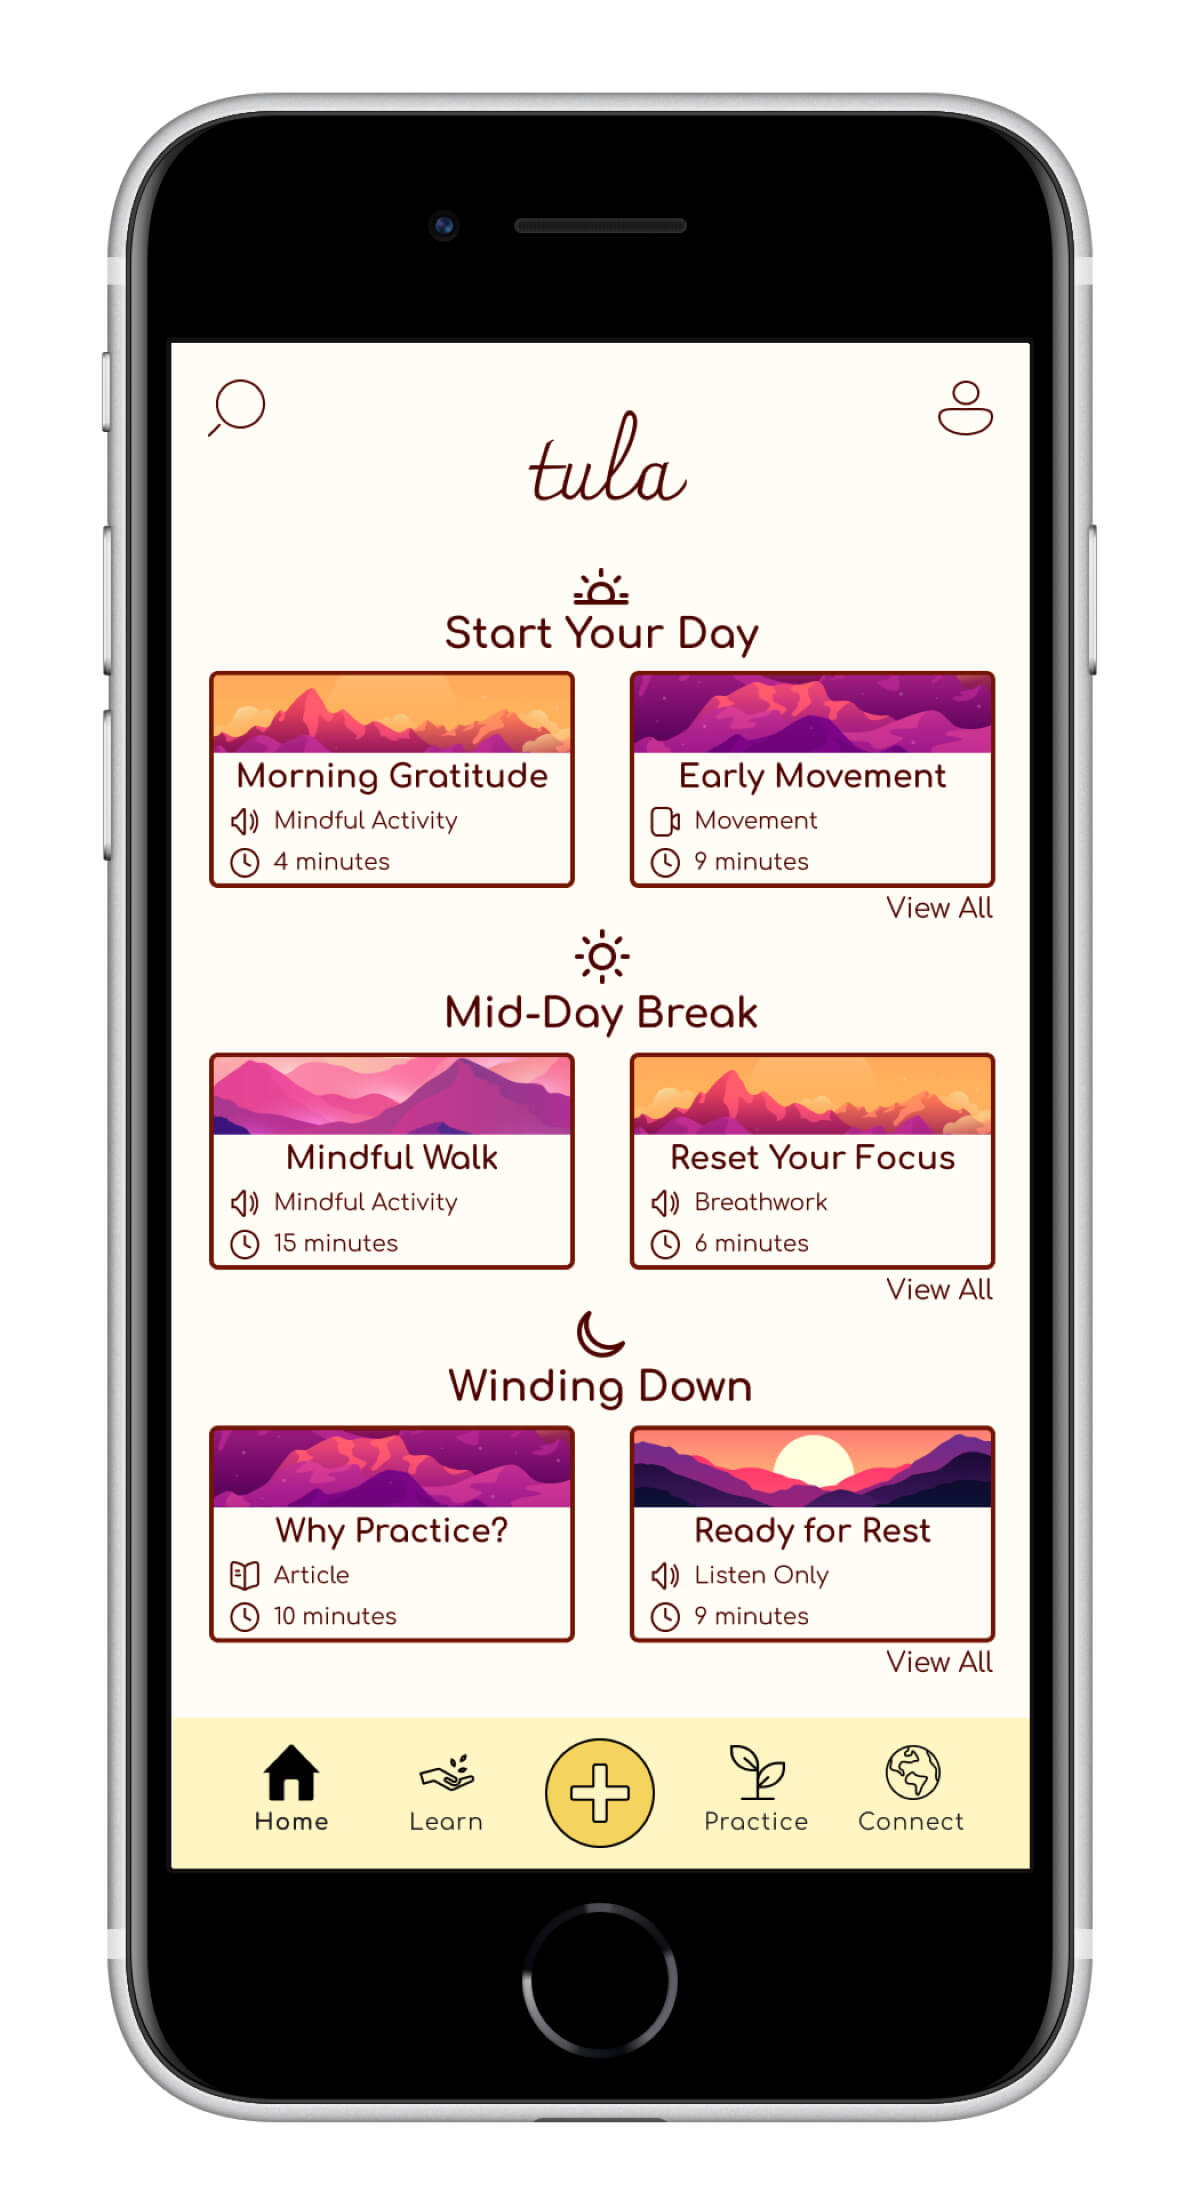 tula
Start Your Day
Morning Gratitude
Mindful Activity
4 minutes
Early Movement
Movement
9 minutes
View All
Mid-Day Break
Mindful Walk
Mindful Activity
15 minutes
Reset Your Focus
Breathwork
6 minutes
View All
Winding Down
Why Practice?
Article
10 minutes
Ready for Rest
Listen Only
9 minutes
View All
Home
Learn
Practice
Connect